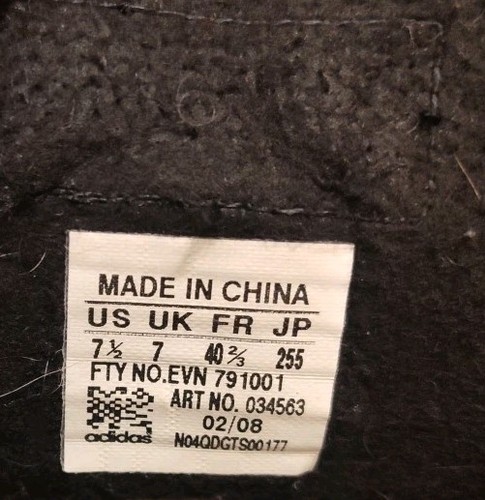 MADE IN CHINA
US UK FR JP
7½ 7 40⅔ 255
FTY NO.EVN 791001
ART NO. 034563
02/08
adidas N04QDGTS00177